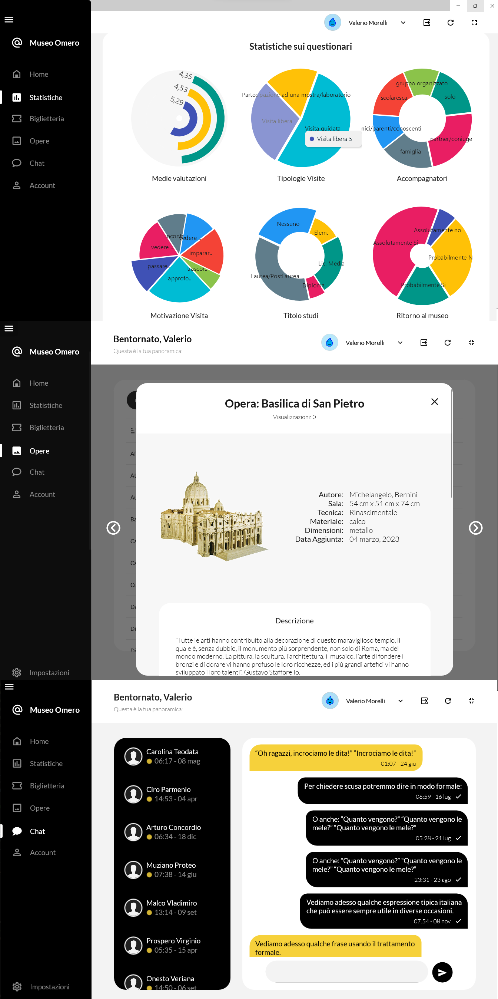 Valerio Morelli
Museo Omero
Home
Statistiche
Biglietteria
Opere
Chat
Account
Statistiche sui questionari
4,35
4,53
5,29
Medie valutazioni
Partecipazione ad una mostra/laboratorio
Visita libera
Visita guidata
Visita libera 5
Tipologie Visite
gruppo organizzato
scolaresca
solo
nici/parenti/conoscenti
partner/coniuge
famiglia
Accompagnatori
incontr..
vedere ..
vedere ..
imparar..
passare..
trascor..
approfo..
Motivazione Visita
Nessuno
Elem.
Lic. Media
Laurea/PostLaurea
Diploma
Titolo studi
Assolutamente no
Assolutamente Si
Probabilmente N
Probabilmente Si
Ritorno al museo
Museo Omero
Home
Statistiche
Biglietteria
Opere
Chat
Account
Impostazioni
Bentornato, Valerio
Questa è la tua panoramica:
Valerio Morelli
Af
At
Au
Ba
Ca
Ca
Cu
Da
Di
Di
Opera: Basilica di San Pietro
Visualizzazioni: 0
Autore: Michelangelo, Bernini
Sala: 54 cm x 51 cm x 74 cm
Tecnica: Rinascimentale
Materiale: calco
Dimensioni: metallo
Data Aggiunta: 04 marzo, 2023
Descrizione
“Tutte le arti hanno contribuito alla decorazione di questo maraviglioso tempio, il
quale è, senza dubbio, il monumento più sorprendente, non solo di Roma, ma del
mondo moderno. La pittura, la scultura, l’architettura, il musaico, l’arte di fondere i
bronzi e di dorare vi hanno profuso le loro ricchezze, ed i più grandi artefici vi hanno
sviluppato i loro talenti”, Gustavo Strafforello.
Museo Omero
Home
Statistiche
Biglietteria
Opere
Chat
Account
Impostazioni
Bentornato, Valerio
Questa è la tua panoramica:
Valerio Morelli
Carolina Teodata
06:17 - 08 mag
Ciro Parmenio
14:53 - 04 apr
Arturo Concordio
06:34 - 18 dic
Muziano Proteo
07:38 - 14 giu
Malco Vladimiro
13:14 - 09 set
Prospero Virginio
05:35 - 15 apr
Onesto Veriana
14:50 - 06 set
“Oh ragazzi, incrociamo le dita!” “Incrociamo le dita!”
01:07 - 24 giu
Per chiedere scusa potremmo dire in modo formale:
06:59 - 16 lug
O anche: “Quanto vengono?” “Quanto vengono le
mele?” “Quanto vengono le mele?”
05:28 - 21 lug
O anche: “Quanto vengono?” “Quanto vengono le
mele?” “Quanto vengono le mele?”
23:31 - 23 ago
Vediamo adesso qualche espressione tipica italiana
che può essere sempre utile in diverse occasioni.
07:54 - 08 nov
Vediamo adesso qualche frase usando il trattamento
formale.